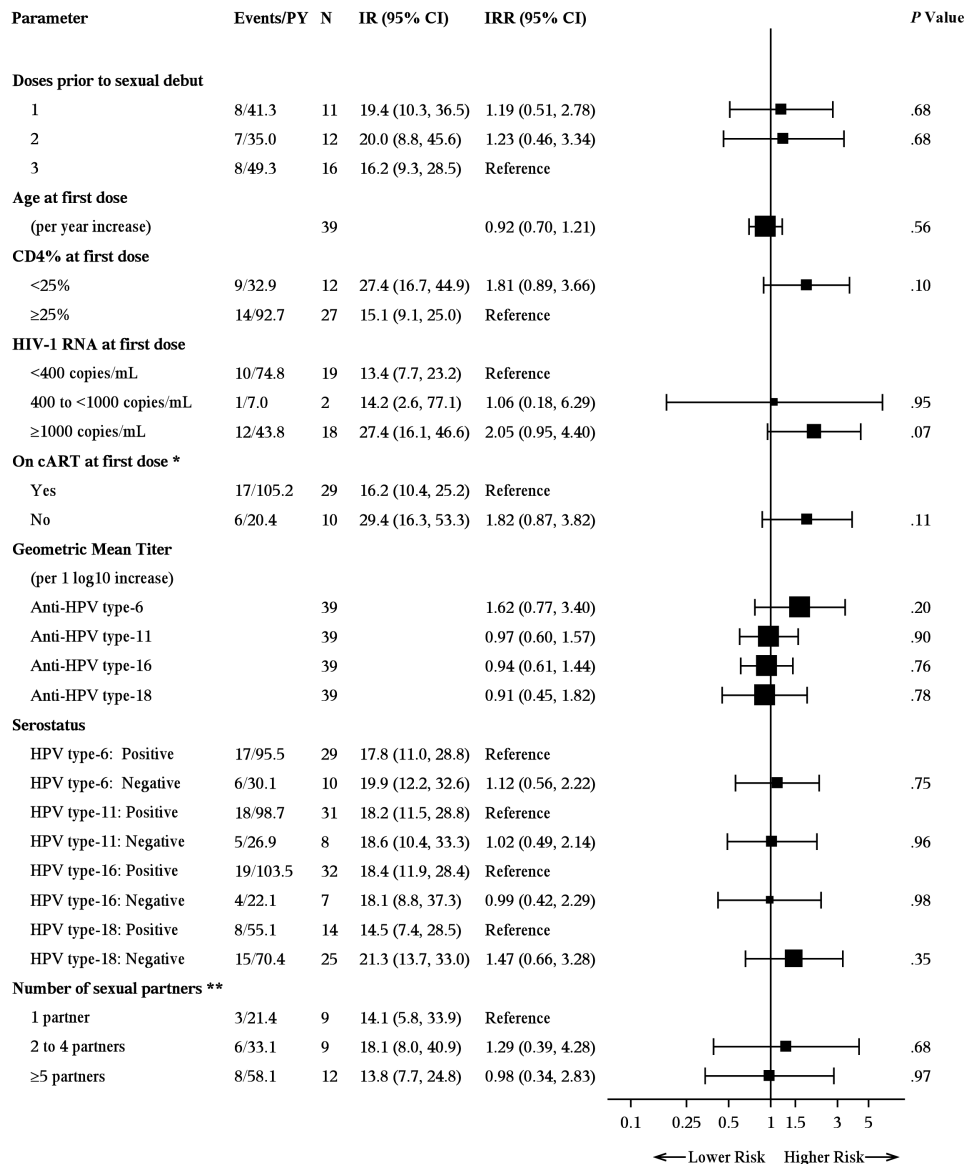 Parameter Events/PY N IR (95% CI) IRR (95% CI) P Value
Doses prior to sexual debut
1 8/41.3 11 19.4 (10.3, 36.5) 1.19 (0.51, 2.78) .68
2 7/35.0 12 20.0 (8.8, 45.6) 1.23 (0.46, 3.34) .68
3 8/49.3 16 16.2 (9.3, 28.5) Reference
Age at first dose
(per year increase) 39 0.92 (0.70, 1.21) .56
CD4% at first dose
<25% 9/32.9 12 27.4 (16.7, 44.9) 1.81 (0.89, 3.66) .10
≥25% 14/92.7 27 15.1 (9.1, 25.0) Reference
HIV-1 RNA at first dose
<400 copies/mL 10/74.8 19 13.4 (7.7, 23.2) Reference
400 to <1000 copies/mL 1/7.0 2 14.2 (2.6, 77.1) 1.06 (0.18, 6.29) .95
≥1000 copies/mL 12/43.8 18 27.4 (16.1, 46.6) 2.05 (0.95, 4.40) .07
On cART at first dose *
Yes 17/105.2 29 16.2 (10.4, 25.2) Reference
No 6/20.4 10 29.4 (16.3, 53.3) 1.82 (0.87, 3.82) .11
Geometric Mean Titer
(per 1 log10 increase)
Anti-HPV type-6 39 1.62 (0.77, 3.40) .20
Anti-HPV type-11 39 0.97 (0.60, 1.57) .90
Anti-HPV type-16 39 0.94 (0.61, 1.44) .76
Anti-HPV type-18 39 0.91 (0.45, 1.82) .78
Serostatus
HPV type-6: Positive 17/95.5 29 17.8 (11.0, 28.8) Reference
HPV type-6: Negative 6/30.1 10 19.9 (12.2, 32.6) 1.12 (0.56, 2.22) .75
HPV type-11: Positive 18/98.7 31 18.2 (11.5, 28.8) Reference
HPV type-11: Negative 5/26.9 8 18.6 (10.4, 33.3) 1.02 (0.49, 2.14) .96
HPV type-16: Positive 19/103.5 32 18.4 (11.9, 28.4) Reference
HPV type-16: Negative 4/22.1 7 18.1 (8.8, 37.3) 0.99 (0.42, 2.29) .98
HPV type-18: Positive 8/55.1 14 14.5 (7.4, 28.5) Reference
HPV type-18: Negative 15/70.4 25 21.3 (13.7, 33.0) 1.47 (0.66, 3.28) .35
Number of sexual partners **
1 partner 3/21.4 9 14.1 (5.8, 33.9) Reference
2 to 4 partners 6/33.1 9 18.1 (8.0, 40.9) 1.29 (0.39, 4.28) .68
≥5 partners 8/58.1 12 13.8 (7.7, 24.8) 0.98 (0.34, 2.83) .97
0.1 0.25 0.5 1 1.5 3 5
Lower Risk Higher Risk